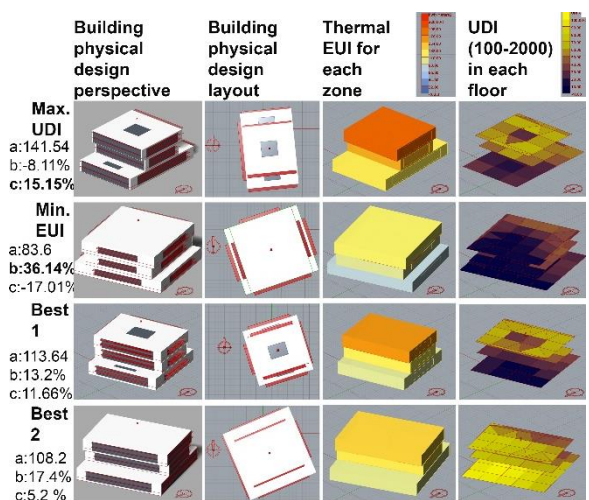 Building
physical
design
perspective
Building
physical
design
layout
Thermal
EUI for
each
zone
UDI
(100-2000)
in each
floor
Max.
UDI
a:141.54
b:-8.11%
c:15.15%
Min.
EUI
a:83.6
b:36.14%
c:-17.01%
Best
1
a:113.64
b:13.2%
c:11.66%
Best
2
a:108.2
b:17.4%
c:5.2 %